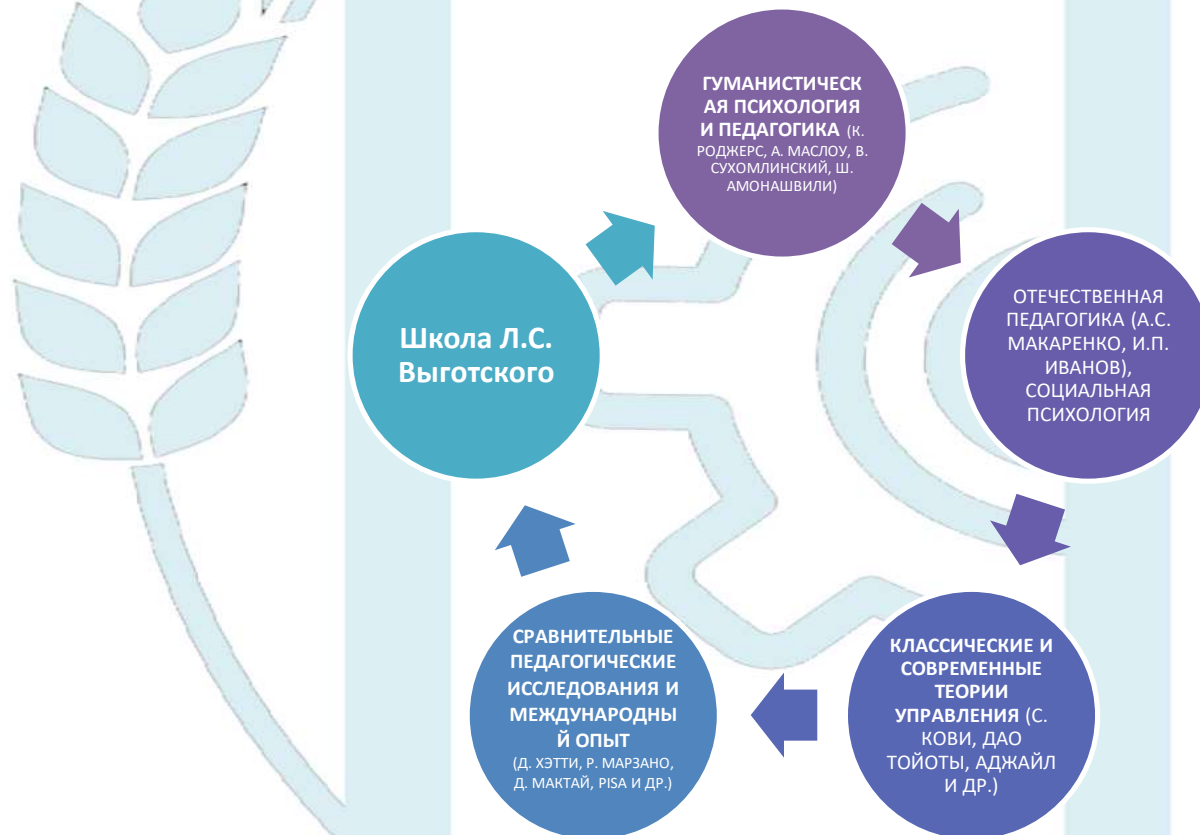 ГУМАНИСТИЧЕСК
АЯ ПСИХОЛОГИЯ
И ПЕДАГОГИКА (К.
РОДЖЕРС, А. МАСЛОУ, В.
СУХОМЛИНСКИЙ, Ш.
АМОНАШВИЛИ)
Школа Л.С.
Выготского
ОТЕЧЕСТВЕННАЯ
ПЕДАГОГИКА (А.С.
МАКАРЕНКО, И.П.
ИВАНОВ),
СОЦИАЛЬНАЯ
ПСИХОЛОГИЯ
СРАВНИТЕЛЬНЫЕ
ПЕДАГОГИЧЕСКИЕ
ИССЛЕДОВАНИЯ И
МЕЖДУНАРОДНЫ
Й ОПЫТ
(Д. ХЭТТИ, Р. МАРЗАНО,
Д. МАКТАЙ, PISA И ДР.)
КЛАССИЧЕСКИЕ И
СОВРЕМЕННЫЕ
ТЕОРИИ
УПРАВЛЕНИЯ (С.
КОВИ, ДАО
ТОЙОТЫ, АДЖАЙЛ
И ДР.)